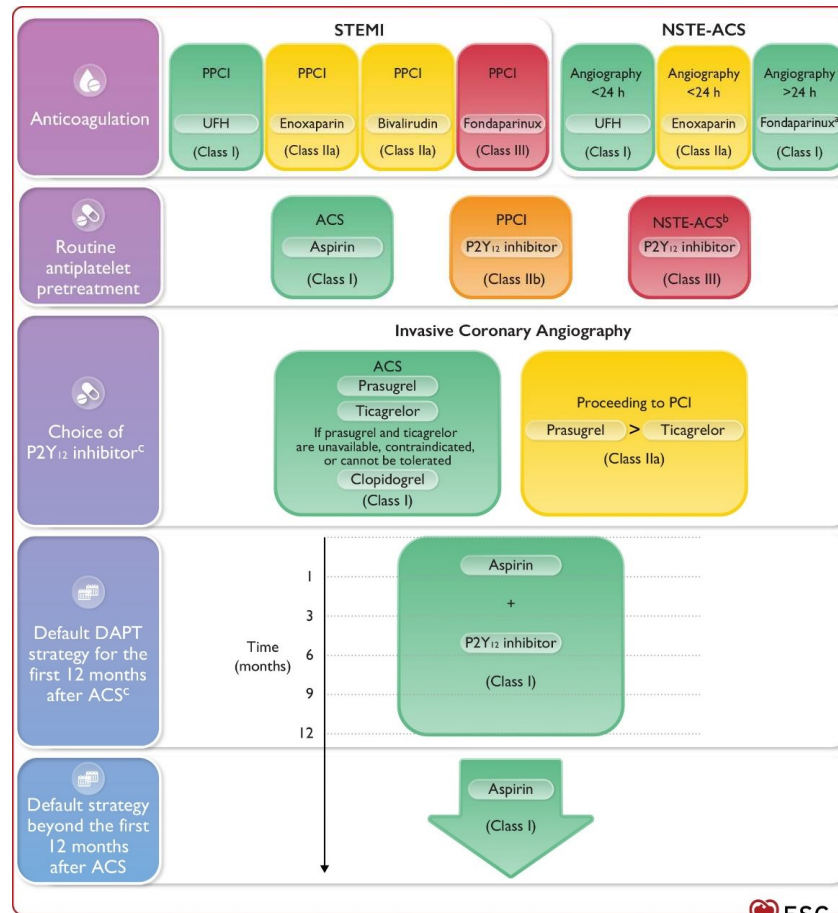 STEMI
NSTE-ACS
Anticoagulation
PPCI
UFH
(Class I)
PPCI
Enoxaparin
(Class IIa)
PPCI
Bivalirudin
(Class IIa)
PPCI
Fondaparinux
(Class III)
Angiography
<24 h
UFH
(Class I)
Angiography
<24 h
Enoxaparin
(Class IIa)
Angiography
>24 h
Fondaparinuxᵃ
(Class I)
Routine
antiplatelet
pretreatment
ACS
Aspirin
(Class I)
PPCI
P2Y₁₂ inhibitor
(Class IIb)
NSTE-ACSᵇ
P2Y₁₂ inhibitor
(Class III)
Choice of
P2Y₁₂ inhibitorᶜ
Invasive Coronary Angiography
ACS
Prasugrel
Ticagrelor
If prasugrel and ticagrelor
are unavailable, contraindicated,
or cannot be tolerated
Clopidogrel
(Class I)
Proceeding to PCI
Prasugrel > Ticagrelor
(Class IIa)
Default DAPT
strategy for the
first 12 months
after ACSᶜ
Time
(months)
1
3
6
9
12
Aspirin
+
P2Y₁₂ inhibitor
(Class I)
Default strategy
beyond the first
12 months
after ACS
Aspirin
(Class I)
ESC